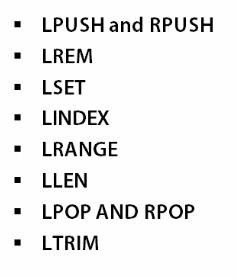 ▪ LPUSH and RPUSH
▪ LREM
▪ LSET
▪ LINDEX
▪ LRANGE
▪ LLEN
▪ LPOP AND RPOP
▪ LTRIM